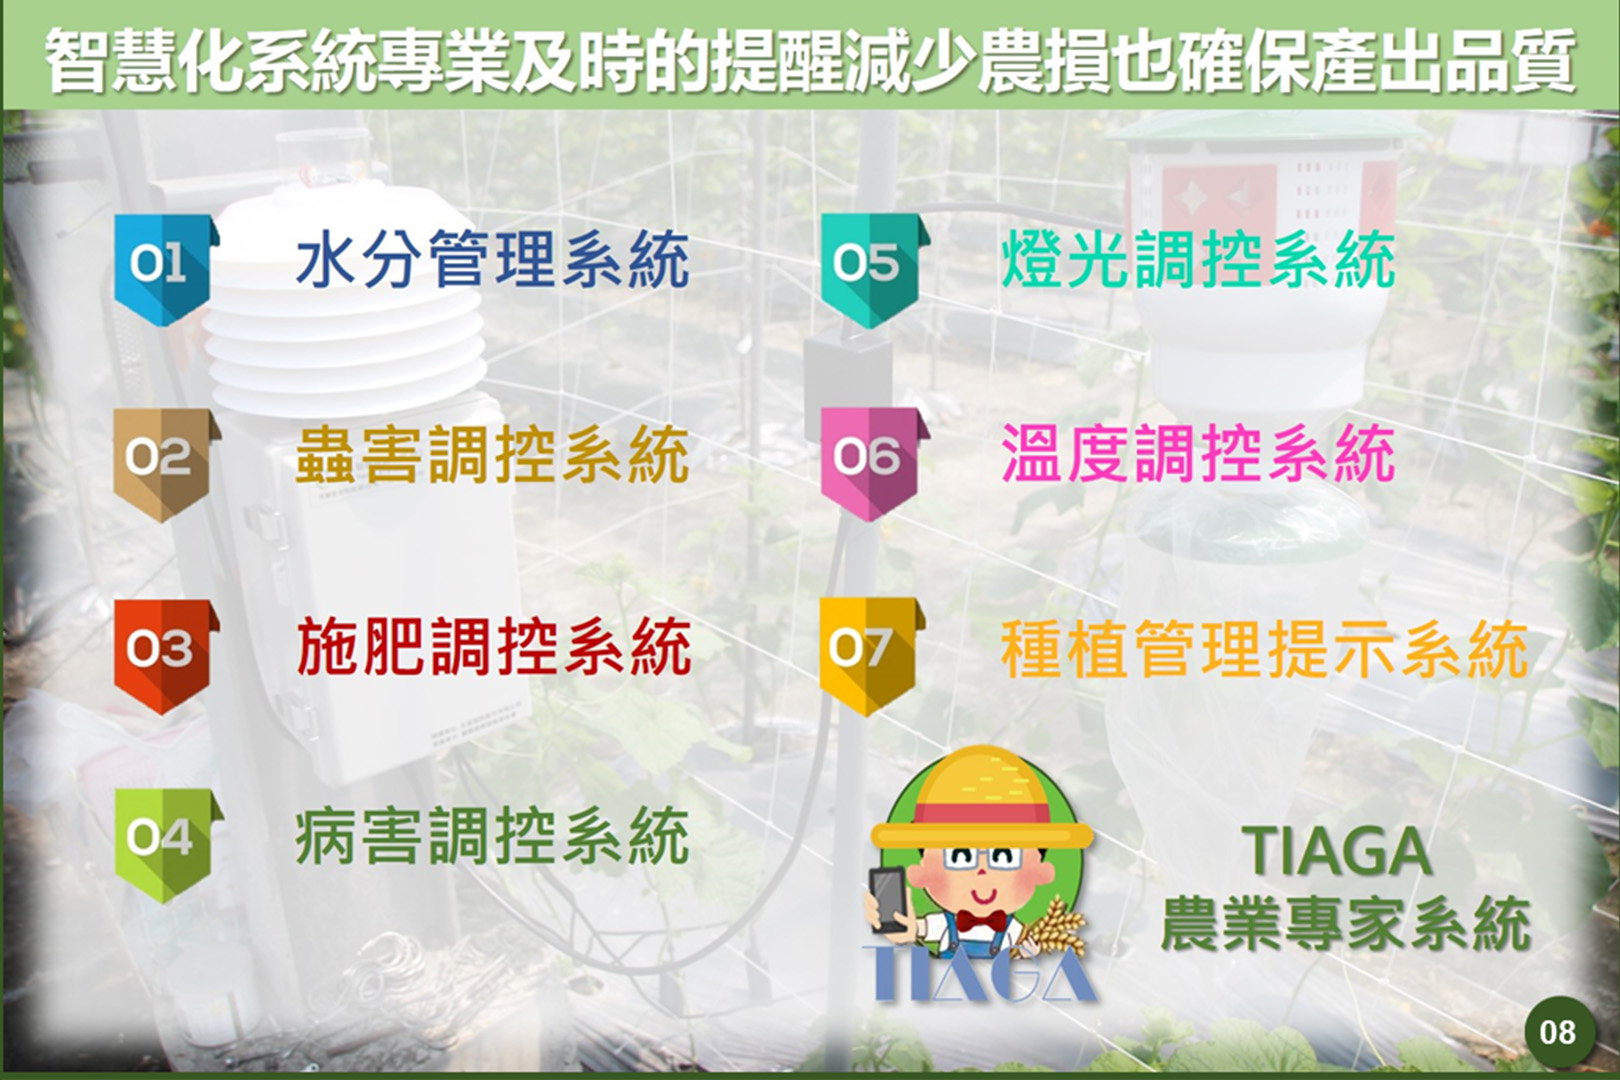 智慧化系統專業及時的提醒減少農損也確保產出品質
01 水分管理系統
02 蟲害調控系統
03 施肥調控系統
04 病害調控系統
05 燈光調控系統
06 溫度調控系統
07 種植管理提示系統
TIAGA
TIAGA
農業專家系統
08